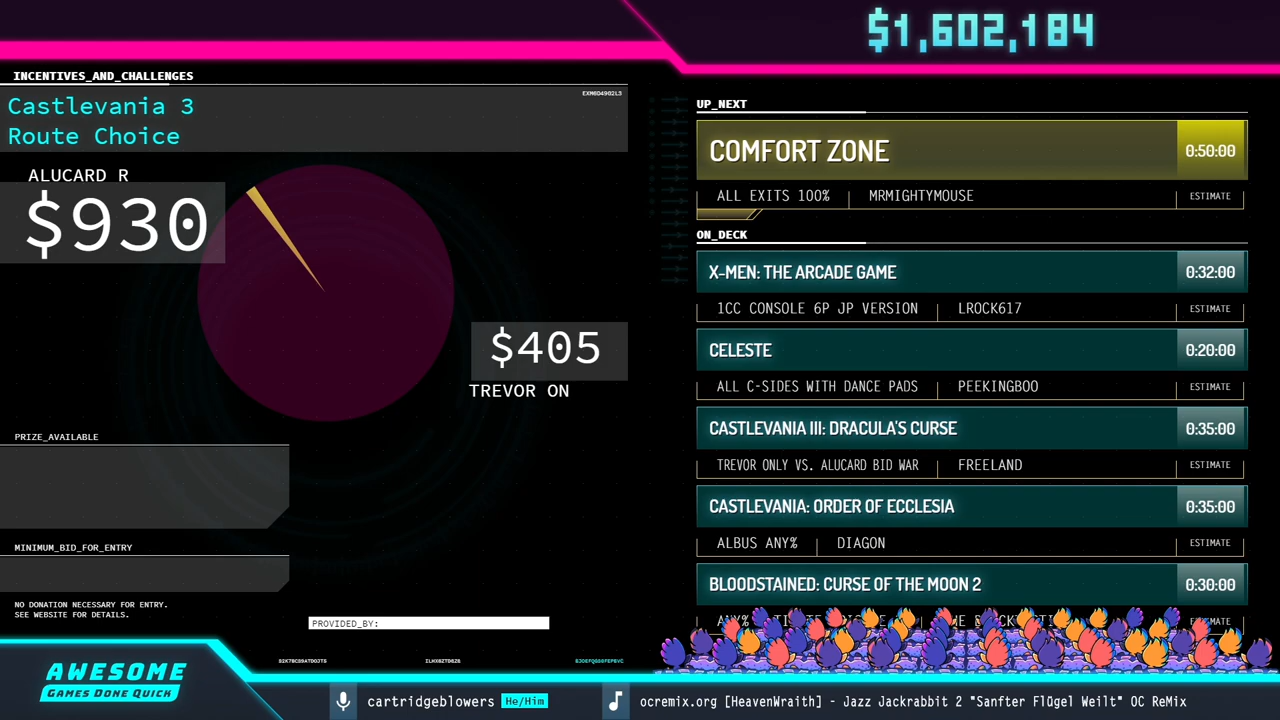 $1,602,184
INCENTIVES_AND_CHALLENGES
Castlevania 3
Route Choice
EXM6D4902L3
ALUCARD R
$930
$405
TREVOR ON
PRIZE_AVAILABLE
MINIMUM_BID_FOR_ENTRY
NO DONATION NECESSARY FOR ENTRY.
SEE WEBSITE FOR DETAILS.
PROVIDED_BY:
UP_NEXT
COMFORT ZONE 0:50:00
ALL EXITS 100% MRMIGHTYMOUSE ESTIMATE
ON_DECK
X-MEN: THE ARCADE GAME 0:32:00
1CC CONSOLE 6P JP VERSION LROCK617 ESTIMATE
CELESTE 0:20:00
ALL C-SIDES WITH DANCE PADS PEEKINGBOO ESTIMATE
CASTLEVANIA III: DRACULA'S CURSE 0:35:00
TREVOR ONLY VS. ALUCARD BID WAR FREELAND ESTIMATE
CASTLEVANIA: ORDER OF ECCLESIA 0:35:00
ALBUS ANY% DIAGON ESTIMATE
BLOODSTAINED: CURSE OF THE MOON 2 0:30:00
AWESOME
GAMES DONE QUICK
cartridgeblowers He/Him
ocremix.org [HeavenWraith] - Jazz Jackrabbit 2 "Sanfter Flügel Weilt" OC ReMix